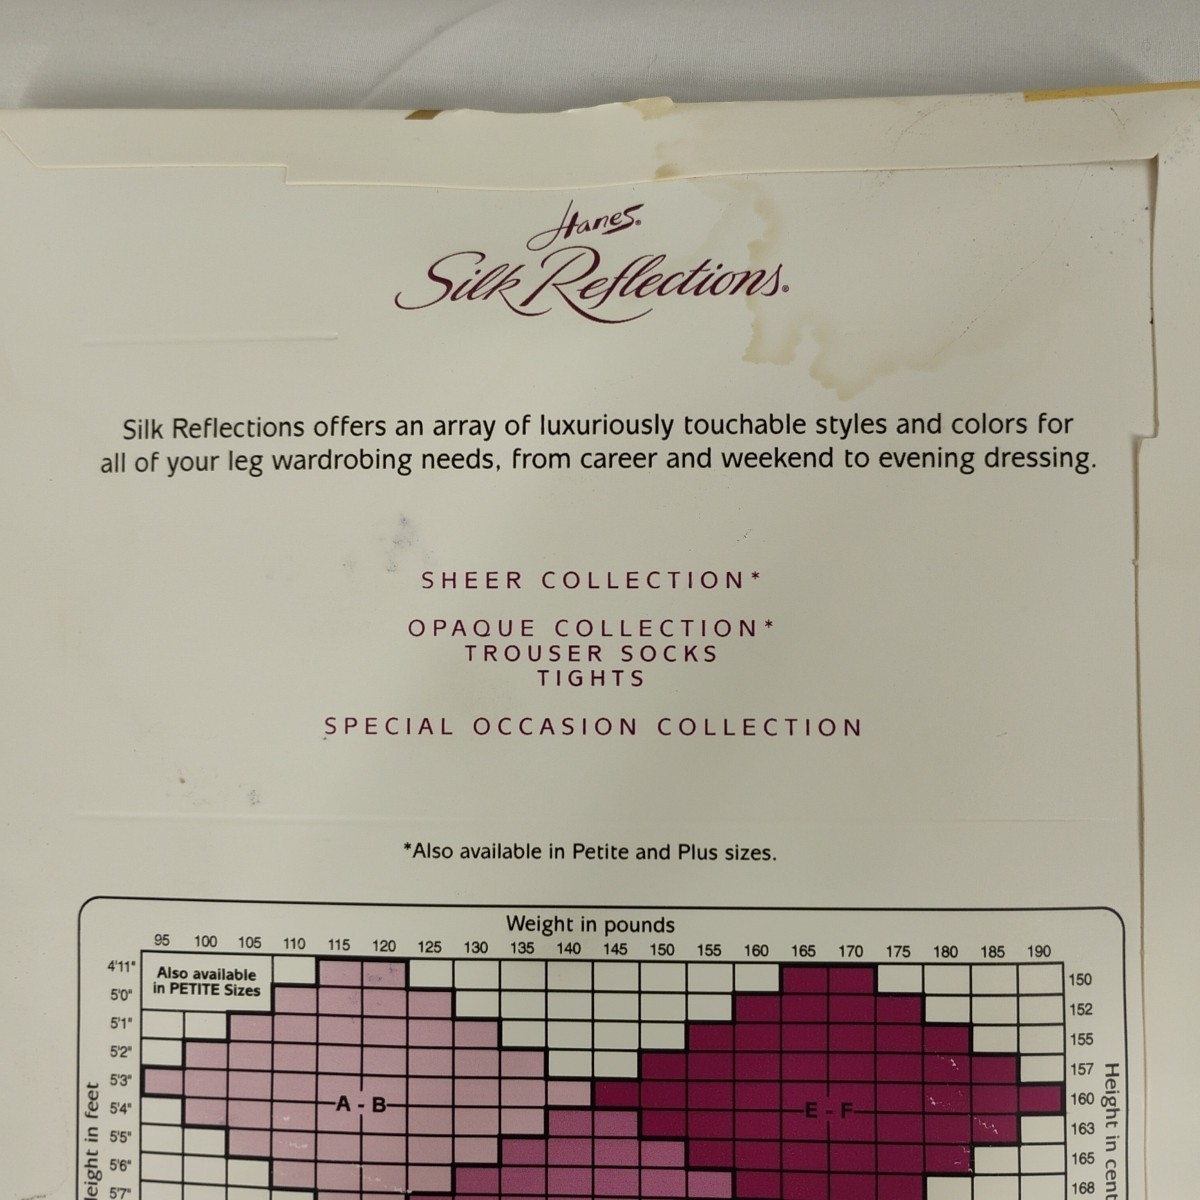 Hanes®
Silk Reflections®
Silk Reflections offers an array of luxuriously touchable styles and colors for
all of your leg wardrobing needs, from career and weekend to evening dressing.
SHEER COLLECTION*
OPAQUE COLLECTION*
TROUSER SOCKS
TIGHTS
SPECIAL OCCASION COLLECTION
*Also available in Petite and Plus sizes.
Weight in pounds
95 100 105 110 115 120 125 130 135 140 145 150 155 160 165 170 175 180 185 190
Also available
in PETITE Sizes
4'11" 150
5'0" 152
5'1" 155
5'2" 157
5'3" 160
5'4" 163
5'5" 165
5'6" 168
5'7"
A - B
E - F
eight in feet
Height in cent